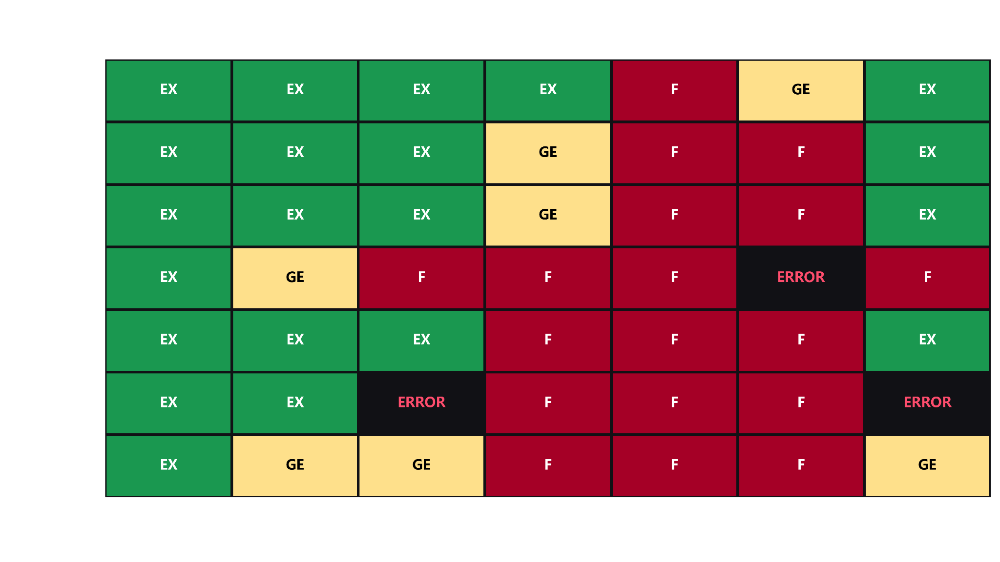 EX EX EX EX F GE EX
EX EX EX GE F F EX
EX EX EX GE F F EX
EX GE F F F ERROR F
EX EX EX F F F EX
EX EX ERROR F F F ERROR
EX GE GE F F F GE